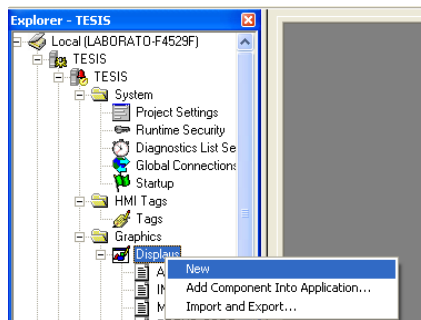 Explorer - TESIS
Local (LABORATO-F4529F)
TESIS
TESIS
System
Project Settings
Runtime Security
Diagnostics List Se
Global Connections
Startup
HMI Tags
Tags
Graphics
Displays
New
A
Add Component Into Application...
IN
Import and Export...
M